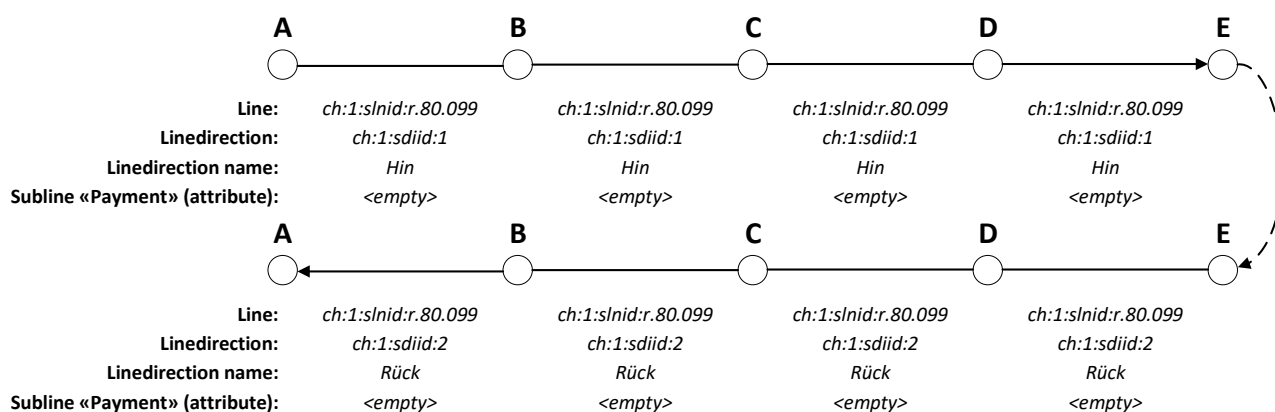 A B C D E
Line: ch:1:slnid:r.80.099 ch:1:slnid:r.80.099 ch:1:slnid:r.80.099 ch:1:slnid:r.80.099
Linedirection: ch:1:sdiid:1 ch:1:sdiid:1 ch:1:sdiid:1 ch:1:sdiid:1
Linedirection name: Hin Hin Hin Hin
Subline «Payment» (attribute): <empty> <empty> <empty> <empty>
A B C D E
Line: ch:1:slnid:r.80.099 ch:1:slnid:r.80.099 ch:1:slnid:r.80.099 ch:1:slnid:r.80.099
Linedirection: ch:1:sdiid:2 ch:1:sdiid:2 ch:1:sdiid:2 ch:1:sdiid:2
Linedirection name: Rück Rück Rück Rück
Subline «Payment» (attribute): <empty> <empty> <empty> <empty>